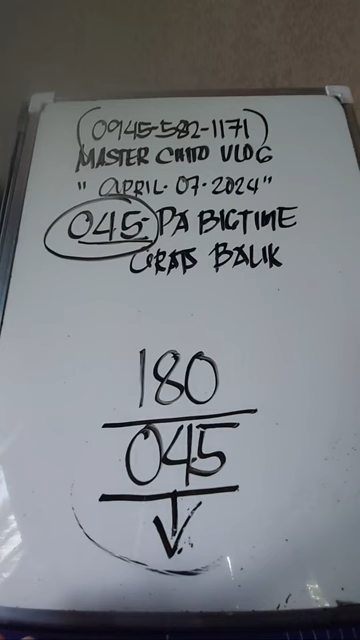 (0945-582-1171)
MASTER CHITO VLOG
"APRIL-07-2024"
045-PA BIGTIME
GRATS BALIK
180
045